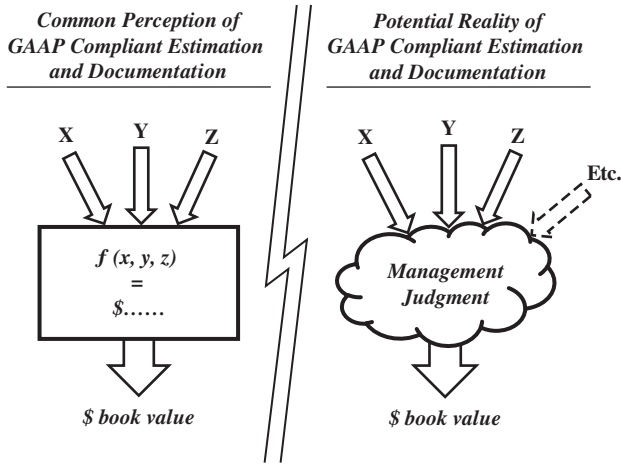 Common Perception of
GAAP Compliant Estimation
and Documentation
X
Y
Z
f (x, y, z)
=
$......
$ book value
Potential Reality of
GAAP Compliant Estimation
and Documentation
X
Y
Z
Etc.
Management
Judgment
$ book value